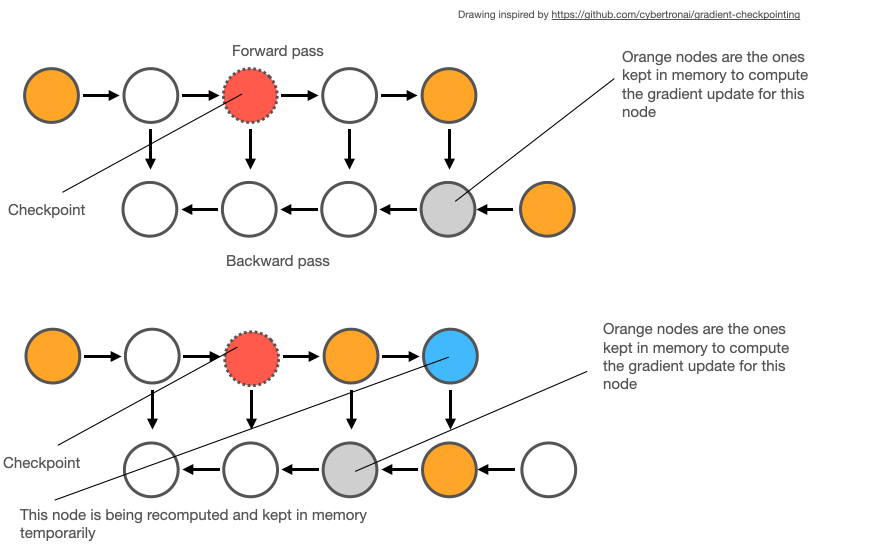 Drawing inspired by https://github.com/cybertronai/gradient-checkpointing
Forward pass
Orange nodes are the ones
kept in memory to compute
the gradient update for this
node
Checkpoint
Backward pass
Orange nodes are the ones
kept in memory to compute
the gradient update for this
node
Checkpoint
This node is being recomputed and kept in memory
temporarily